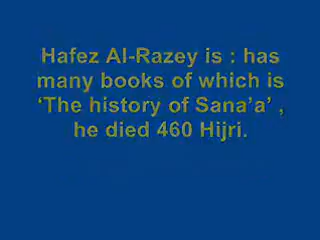 Hafez Al-Razey is : has
many books of which is
‘The history of Sana’a’ ,
he died 460 Hijri.